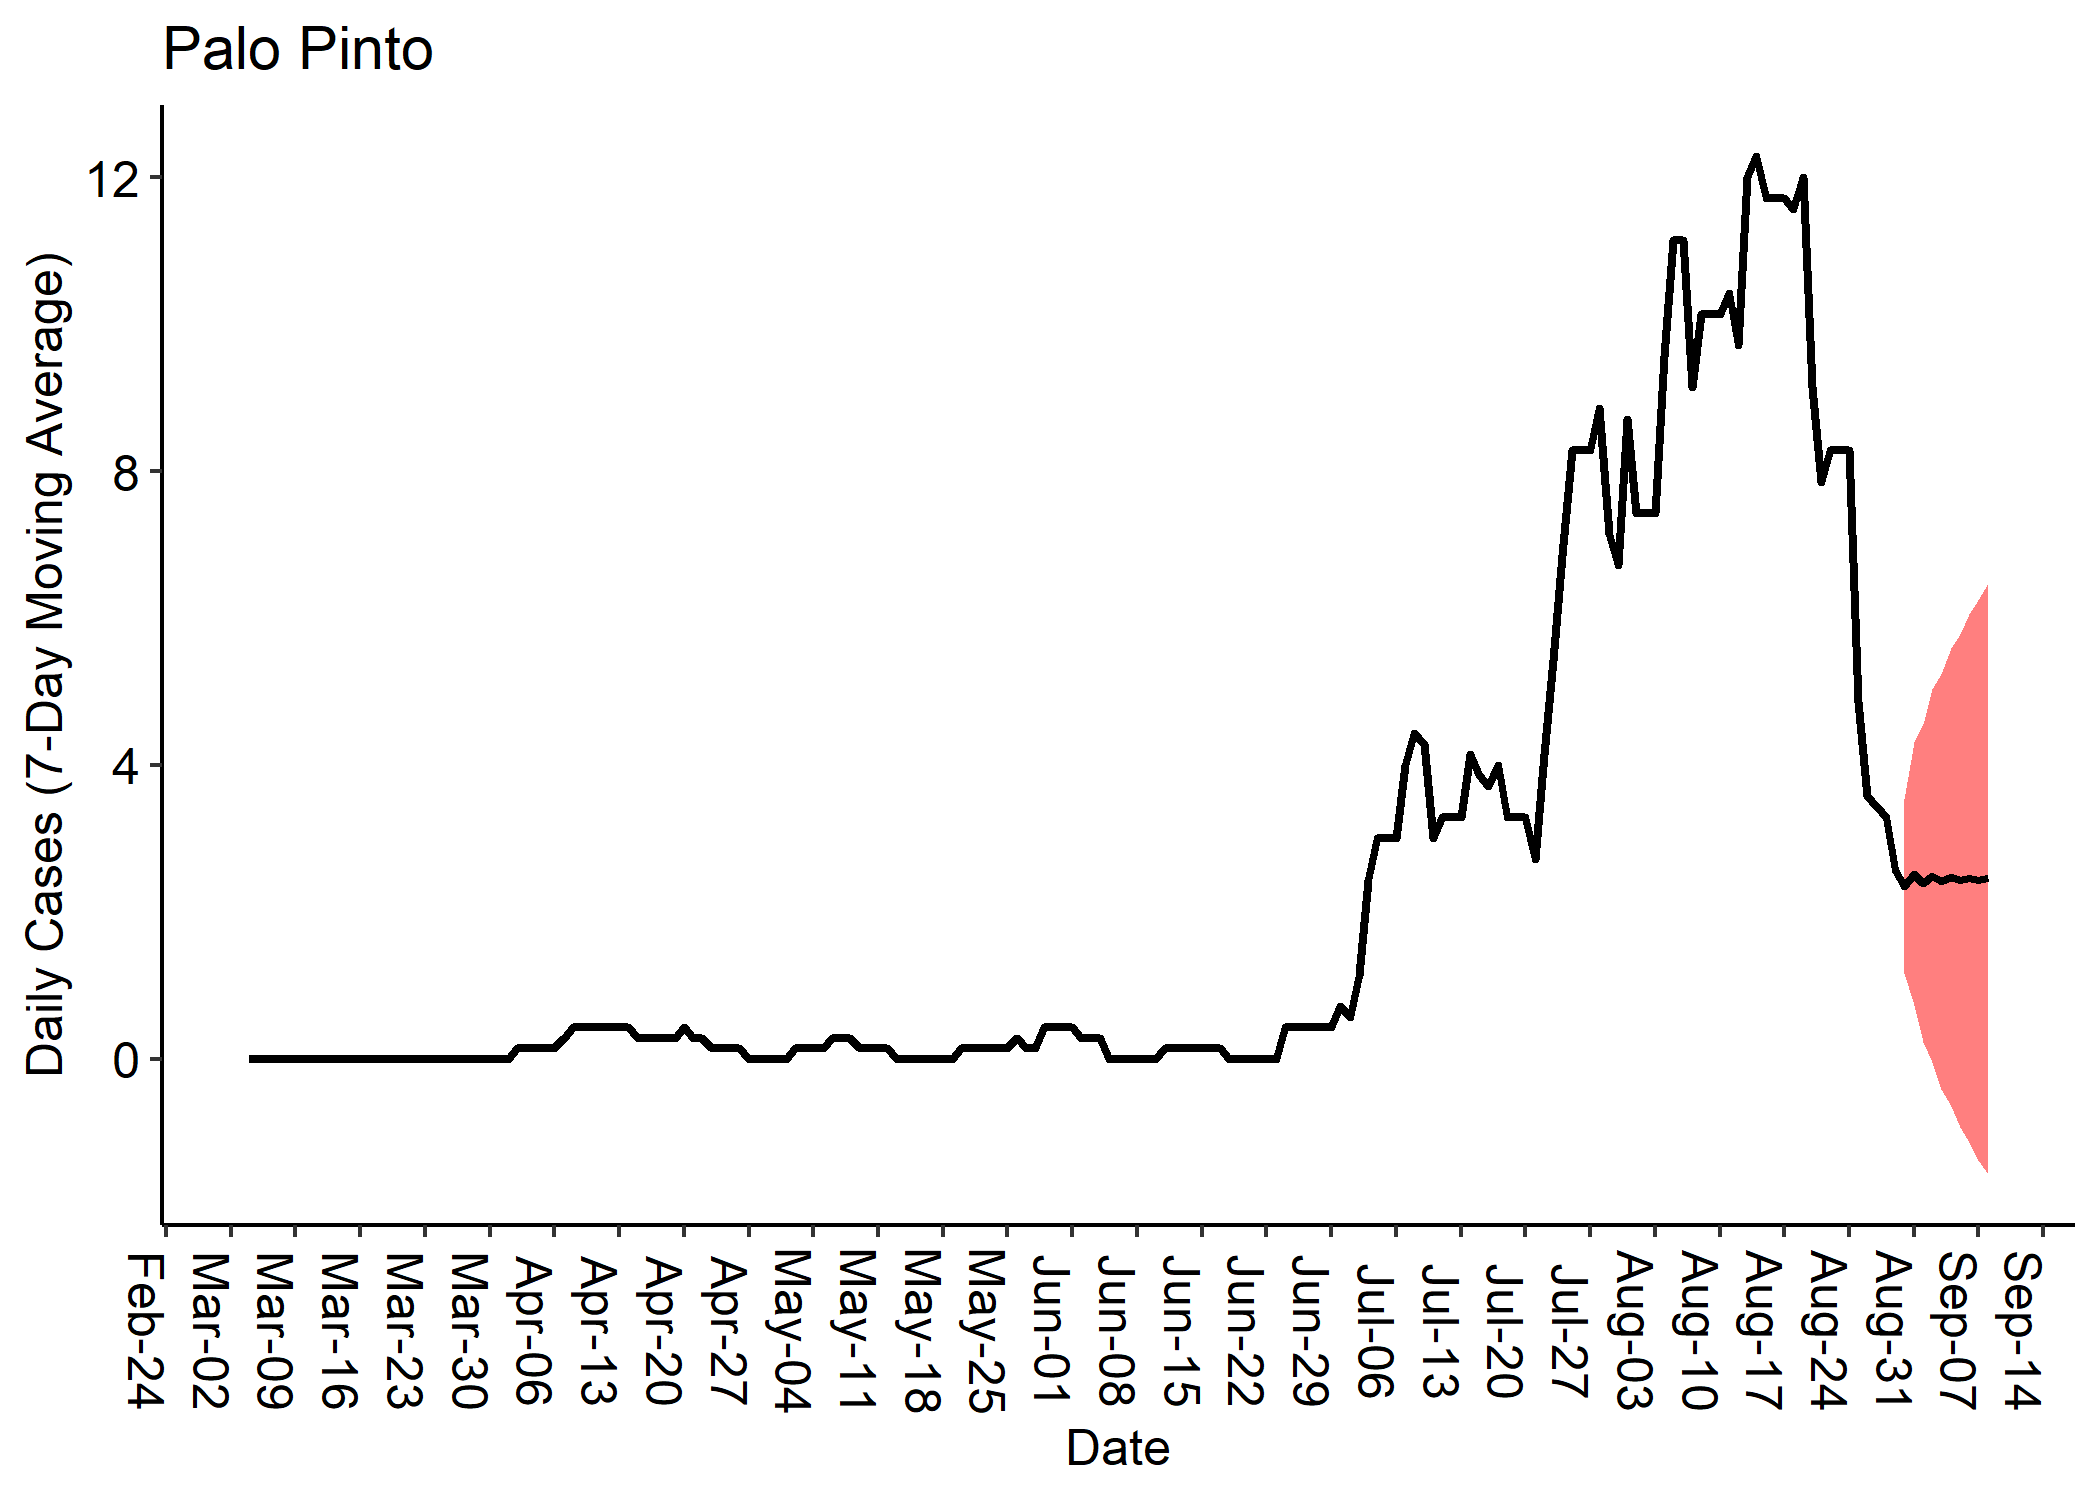 Palo Pinto
Daily Cases (7-Day Moving Average)
12
8
4
0
Feb-24
Mar-02
Mar-09
Mar-16
Mar-23
Mar-30
Apr-06
Apr-13
Apr-20
Apr-27
May-04
May-11
May-18
May-25
Jun-01
Jun-08
Jun-15
Jun-22
Jun-29
Jul-06
Jul-13
Jul-20
Jul-27
Aug-03
Aug-10
Aug-17
Aug-24
Aug-31
Sep-07
Sep-14
Date